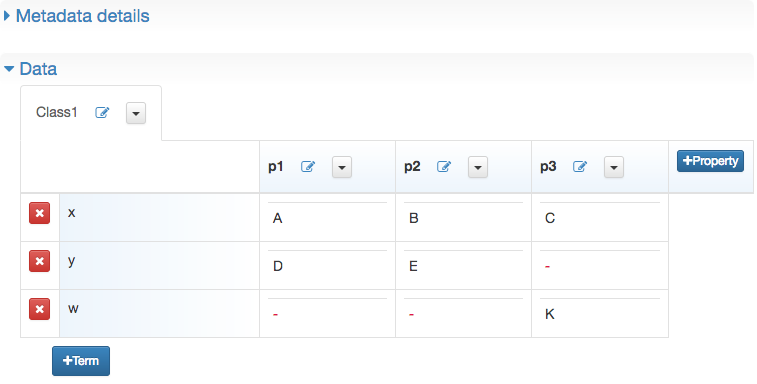 Metadata details
Data
Class1
p1 p2 p3 +Property
x A B C
y D E -
w - - K
+Term